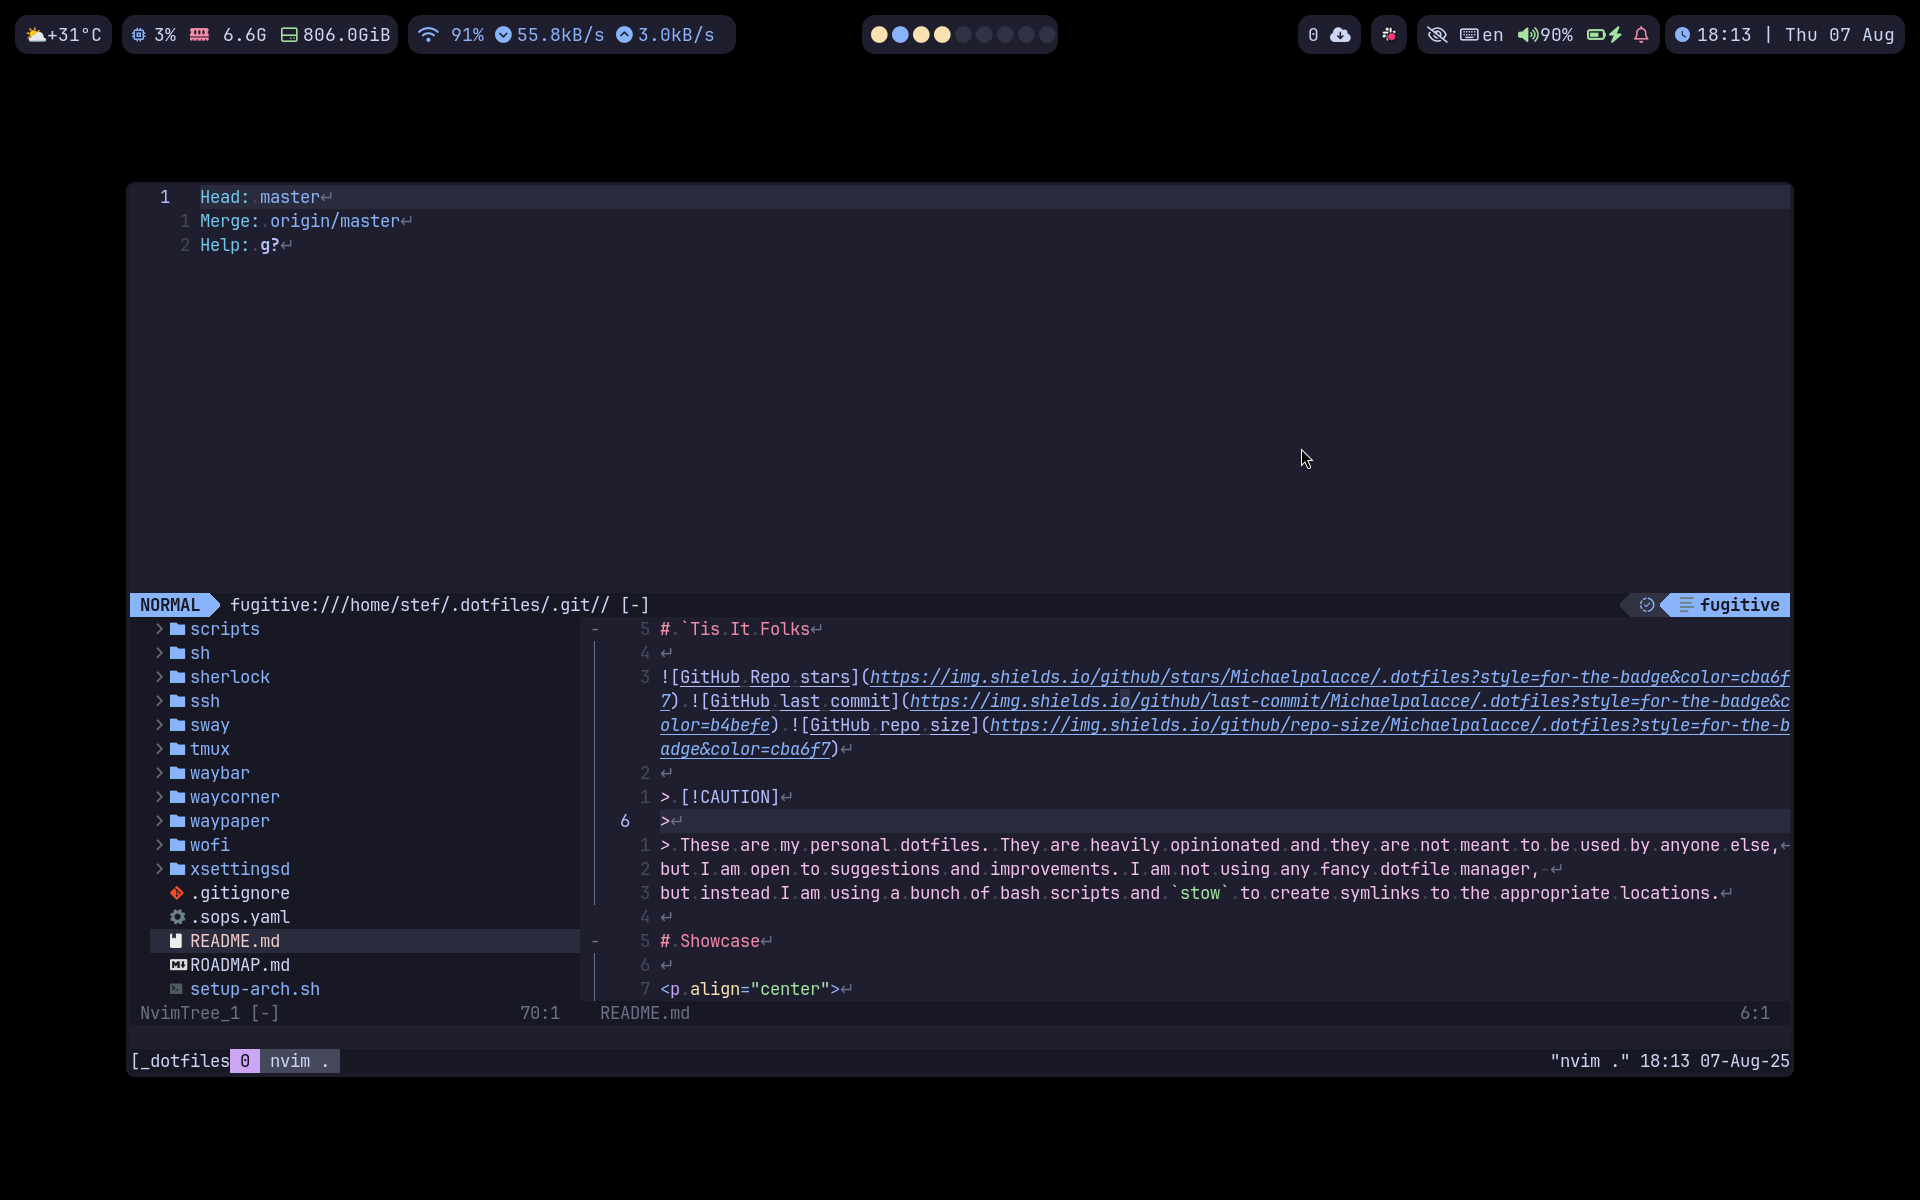 +31°C 3% 6.6G 806.0GiB 91% 55.8kB/s 3.0kB/s 0 en 90% 18:13 | Thu 07 Aug
1 Head: master↵
1 Merge: origin/master↵
2 Help: g?↵
NORMAL fugitive:///home/stef/.dotfiles/.git// [-] fugitive
> scripts
> sh
> sherlock
> ssh
> sway
> tmux
> waybar
> waycorner
> waypaper
> wofi
> xsettingsd
.gitignore
.sops.yaml
README.md
ROADMAP.md
setup-arch.sh
NvimTree_1 [-] 70:1
- 5 # `Tis It Folks↵
4 ↵
3 ![GitHub Repo stars](https://img.shields.io/github/stars/Michaelpalacce/.dotfiles?style=for-the-badge&color=cba6f
7) ![GitHub last commit](https://img.shields.io/github/last-commit/Michaelpalacce/.dotfiles?style=for-the-badge&c
olor=b4befe) ![GitHub repo size](https://img.shields.io/github/repo-size/Michaelpalacce/.dotfiles?style=for-the-b
adge&color=cba6f7)↵
2 ↵
1 > [!CAUTION]↵
6 >↵
1 > These are my personal dotfiles. They are heavily opinionated and they are not meant to be used by anyone else,↵
2 but I am open to suggestions and improvements. I am not using any fancy dotfile manager,-↵
3 but instead I am using a bunch of bash scripts and `stow` to create symlinks to the appropriate locations.↵
4 ↵
- 5 # Showcase↵
6 ↵
7 <p align="center">↵
README.md 6:1
[_dotfiles 0 nvim . "nvim ." 18:13 07-Aug-25